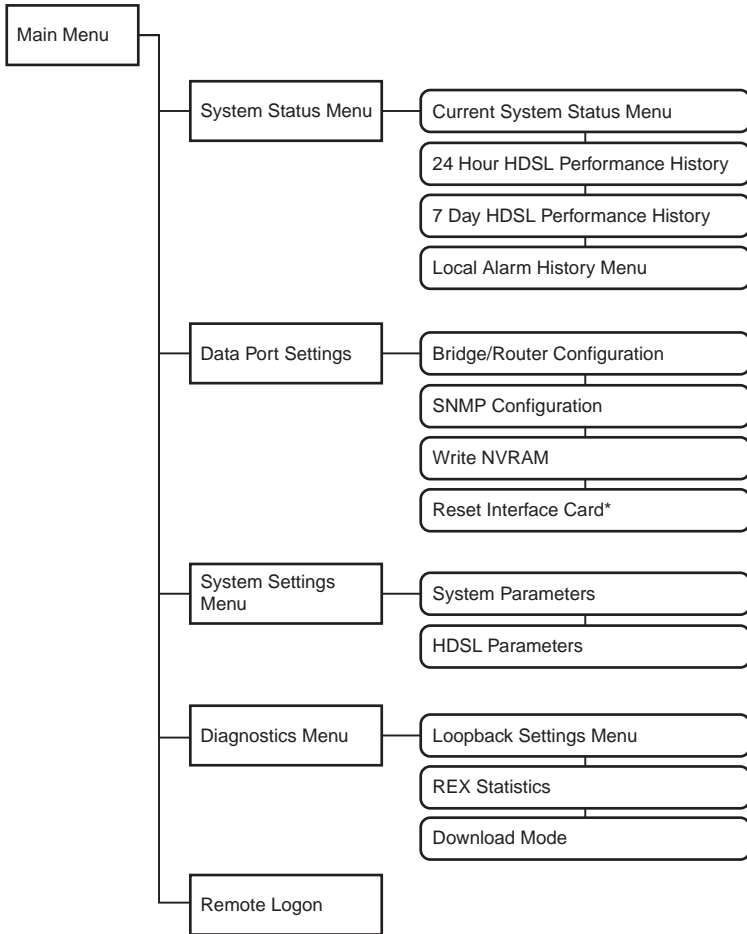 Main Menu
System Status Menu
Current System Status Menu
24 Hour HDSL Performance History
7 Day HDSL Performance History
Local Alarm History Menu
Data Port Settings
Bridge/Router Configuration
SNMP Configuration
Write NVRAM
Reset Interface Card*
System Settings
Menu
System Parameters
HDSL Parameters
Diagnostics Menu
Loopback Settings Menu
REX Statistics
Download Mode
Remote Logon